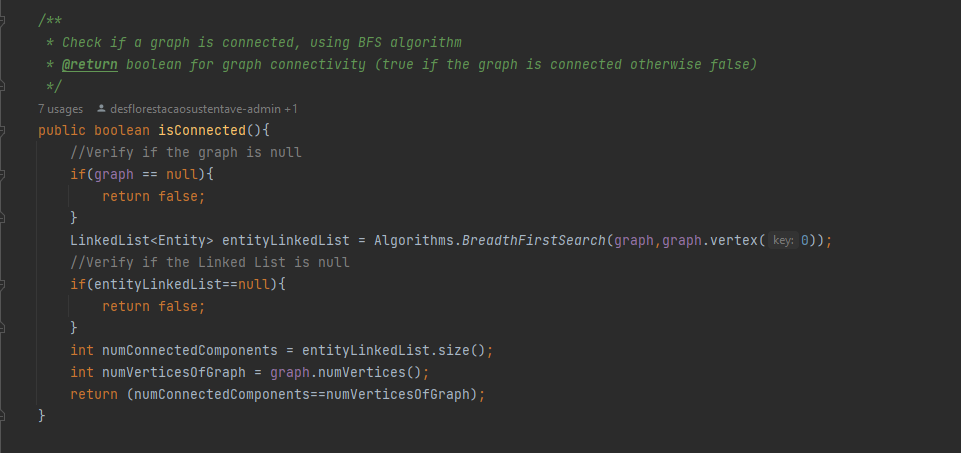 /**
 * Check if a graph is connected, using BFS algorithm
 * @return boolean for graph connectivity (true if the graph is connected otherwise false)
 */
7 usages desflorestacaosustentave-admin +1
public boolean isConnected(){
    //Verify if the graph is null
    if(graph == null){
        return false;
    }
    LinkedList<Entity> entityLinkedList = Algorithms.BreadthFirstSearch(graph,graph.vertex( key: 0));
    //Verify if the Linked List is null
    if(entityLinkedList==null){
        return false;
    }
    int numConnectedComponents = entityLinkedList.size();
    int numVerticesOfGraph = graph.numVertices();
    return (numConnectedComponents==numVerticesOfGraph);
}